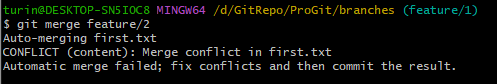 turin@DESKTOP-SN5IOC8 MINGW64 /d/GitRepo/ProGit/branches (feature/1)
$ git merge feature/2
Auto-merging first.txt
CONFLICT (content): Merge conflict in first.txt
Automatic merge failed; fix conflicts and then commit the result.